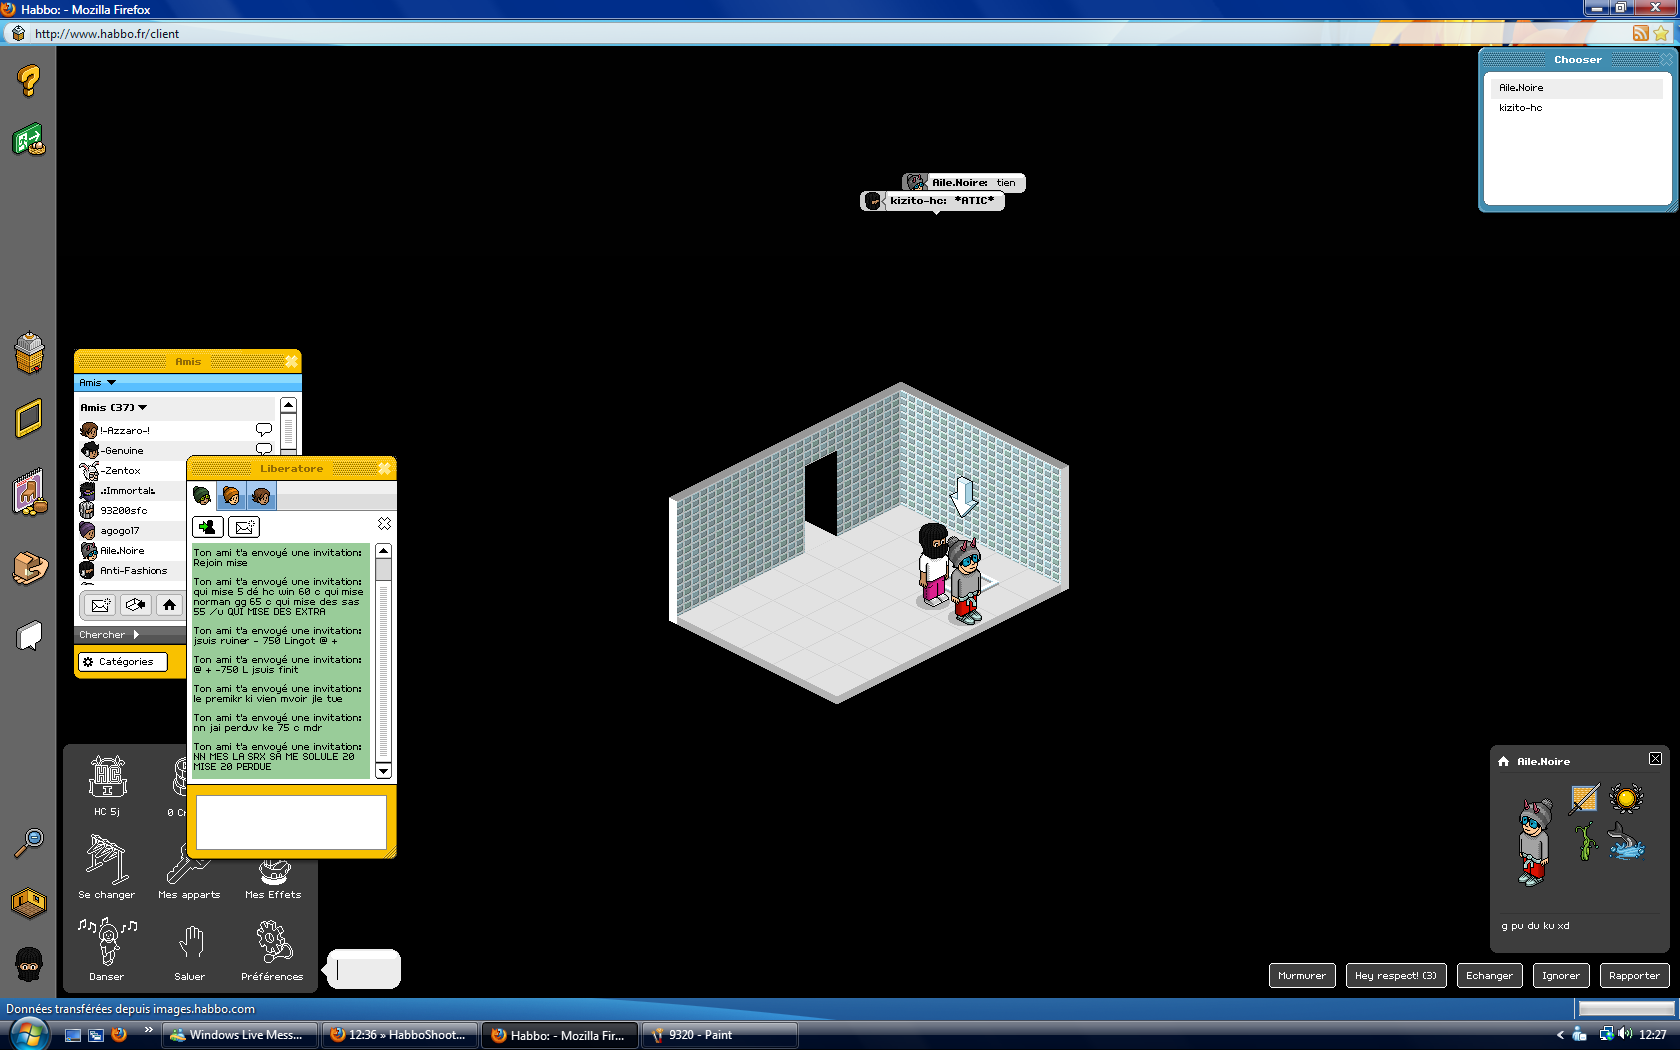 Habbo: - Mozilla Firefox
http://www.habbo.fr/client
Chooser
Aile.Noire
kizito-hc
Aile.Noire: tien
kizito-hc: *ATIC*
Amis
Amis
Amis (37)
!-Azzaro-!
-Genuine
-Zentox
.:Immortal:.
93200sfc
agogo17
Aile.Noire
Anti-Fashions
Chercher
Catégories
Liberatore
Ton ami t'a envoyé une invitation:
Rejoin mise
Ton ami t'a envoyé une invitation:
qui mise 5 dé hc win 60 c qui mise
norman gg 65 c qui mise des sas
55 /u QUI MISE DES EXTRA
Ton ami t'a envoyé une invitation:
jsuis ruiner - 750 Lingot @ +
Ton ami t'a envoyé une invitation:
@ + -750 L jsuis finit
Ton ami t'a envoyé une invitation:
le premikr ki vien mvoir jle tue
Ton ami t'a envoyé une invitation:
nn jai perduv ke 75 c mdr
Ton ami t'a envoyé une invitation:
NN MES LA SRX SA ME SOLULE 20
MISE 20 PERDUE
HC
I
HC 5j
0 Cr
Se changer
Mes apparts
Mes Effets
Danser
Saluer
Préférences
Aile.Noire
g pu du ku xd
Murmurer
Hey respect! (3)
Echanger
Ignorer
Rapporter
Données transférées depuis images.habbo.com
Windows Live Mess...
12:36 » HabboShoot...
Habbo: - Mozilla Fir...
9320 - Paint
12:27